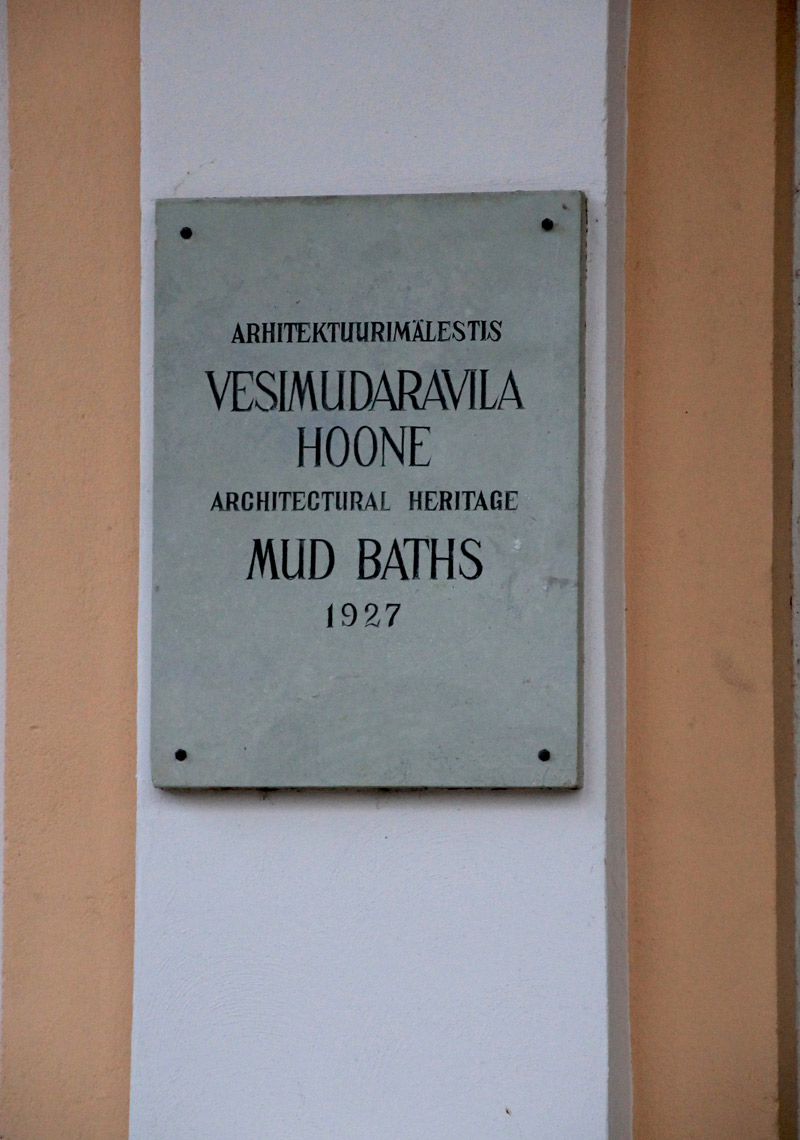 ARHITEKTUURIMÄLESTIS
VESIMUDARAVILA
HOONE
ARCHITECTURAL HERITAGE
MUD BATHS
1927